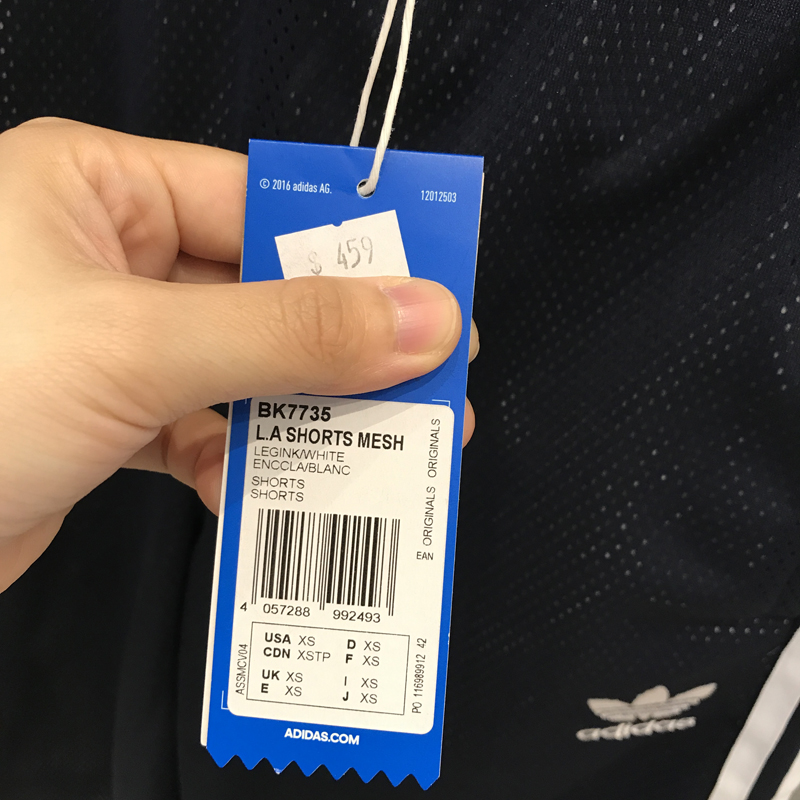 © 2016 adidas AG.
12012503
$ 459
BK7735
L.A SHORTS MESH
LEGINK/WHITE
ENCCLA/BLANC
SHORTS
SHORTS
ORIGINALS ORIGINALS
EAN
4 057288 992493
USA XS D XS
CDN XSTP F XS
UK XS I XS
E XS J XS
ASSMCV04
PO 116989912 42
ADIDAS.COM
adidas